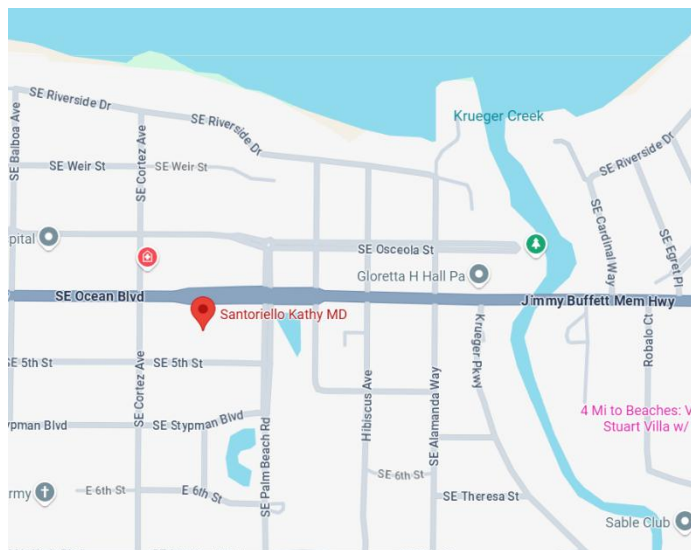 SE Riverside Dr
SE Balboa Ave
SE Cortez Ave
SE Riverside Dr
Krueger Creek
SE Weir St
SE Weir St
SE Riverside Dr
SE Cardinal Way
SE Egret Pl
pital
SE Osceola St
Gloretta H Hall Pa
SE Ocean Blvd
Santoriello Kathy MD
Jimmy Buffett Mem Hwy
Krueger Pkwy
Robalo Ct
SE 5th St
SE 5th St
SE Cortez Ave
Hibiscus Ave
SE Alamanda Way
4 Mi to Beaches: V
Stuart Villa w/
ypman Blvd
SE Stypman Blvd
SE Palm Beach Rd
SE 6th St
rmy
E 6th St
E 6th St
SE Theresa St
Sable Club